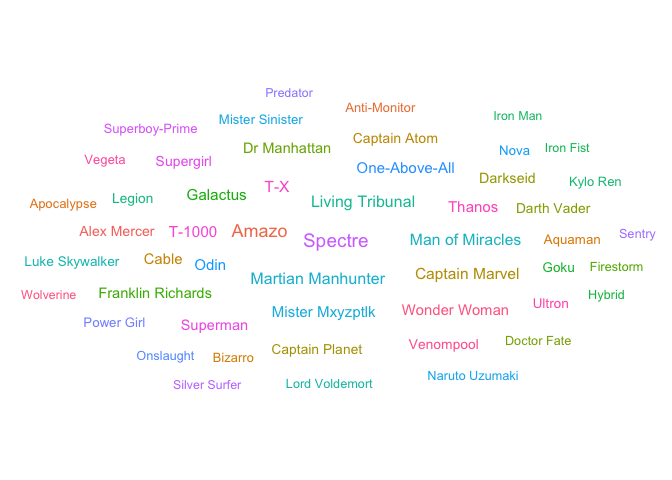 Predator
Anti-Monitor
Iron Man
Mister Sinister
Superboy-Prime
Captain Atom
Dr Manhattan
Nova
Iron Fist
Vegeta
Supergirl
One-Above-All
Darkseid
Kylo Ren
T-X
Galactus
Legion
Living Tribunal
Apocalypse
Thanos
Darth Vader
Alex Mercer
T-1000
Amazo
Spectre
Man of Miracles
Aquaman
Sentry
Luke Skywalker
Cable
Odin
Martian Manhunter
Captain Marvel
Goku
Firestorm
Wolverine
Franklin Richards
Mister Mxyzptlk
Wonder Woman
Ultron
Hybrid
Power Girl
Superman
Captain Planet
Venompool
Doctor Fate
Onslaught
Bizarro
Silver Surfer
Lord Voldemort
Naruto Uzumaki